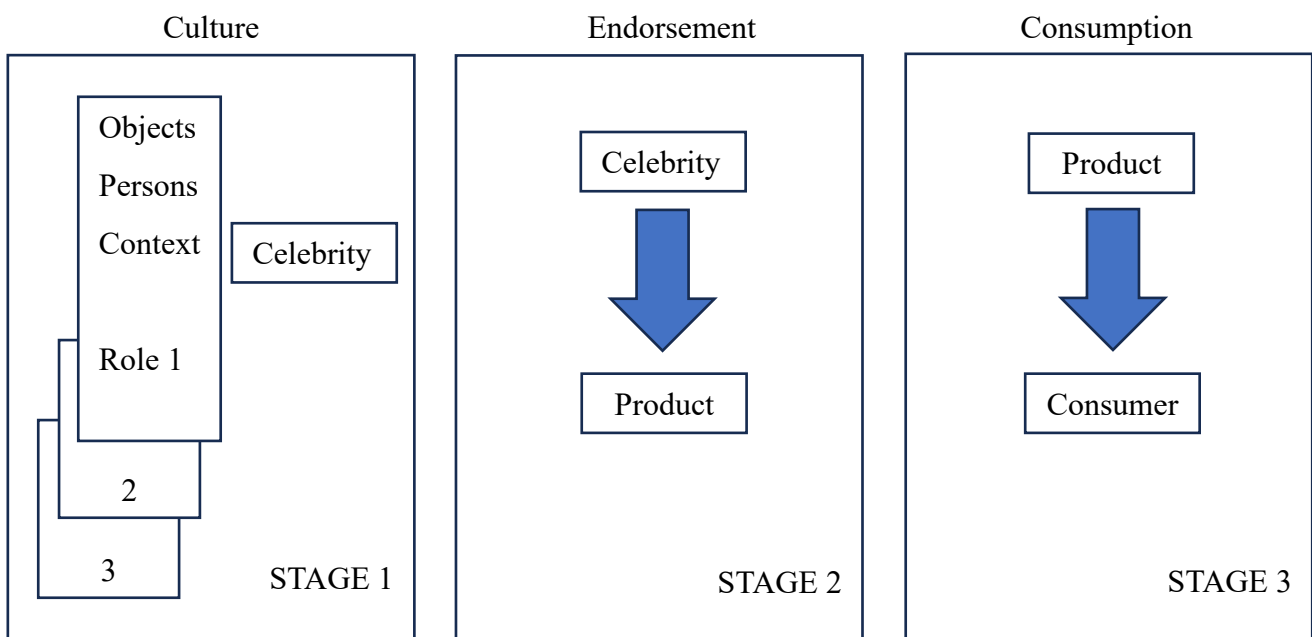 Culture
Objects
Persons
Context
Celebrity
Role 1
2
3
STAGE 1
Endorsement
Celebrity
Product
STAGE 2
Consumption
Product
Consumer
STAGE 3